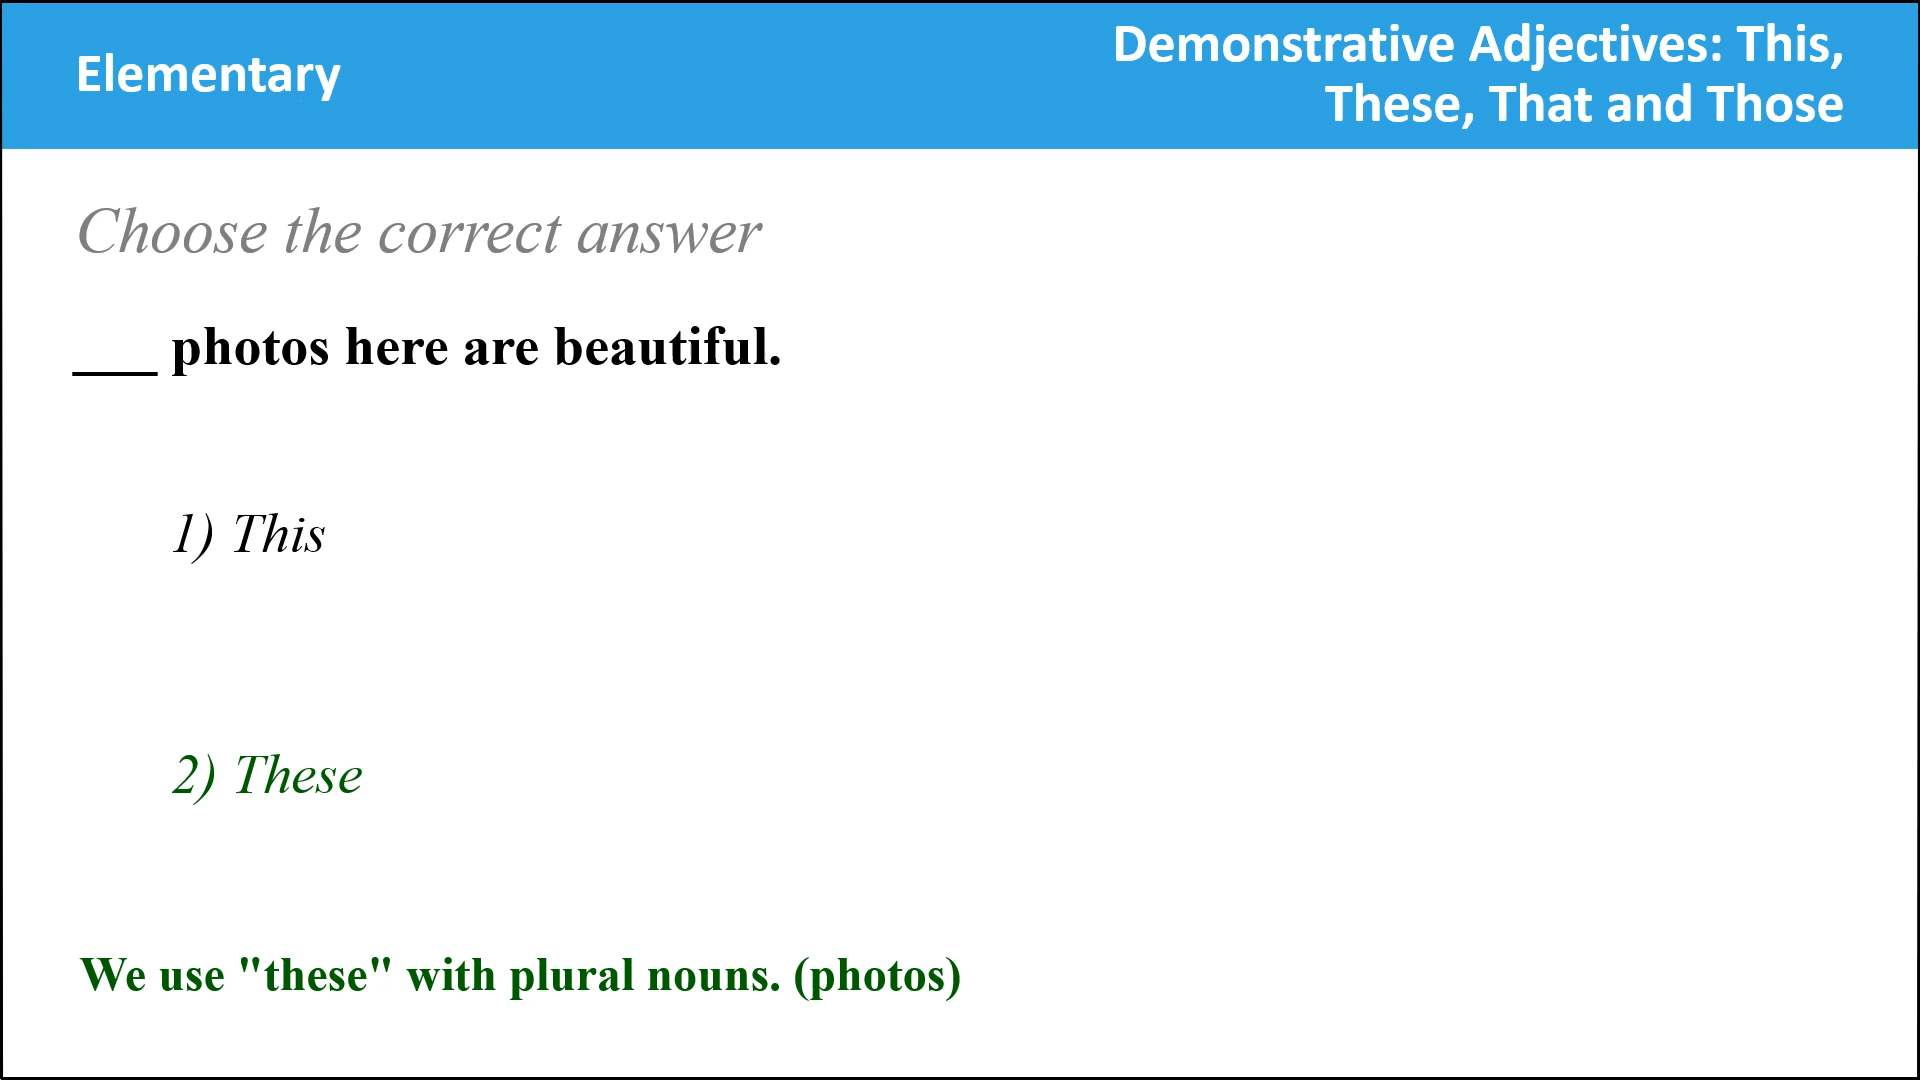 Elementary
Demonstrative Adjectives: This,
These, That and Those
Choose the correct answer
___ photos here are beautiful.
1) This
2) These
We use "these" with plural nouns. (photos)